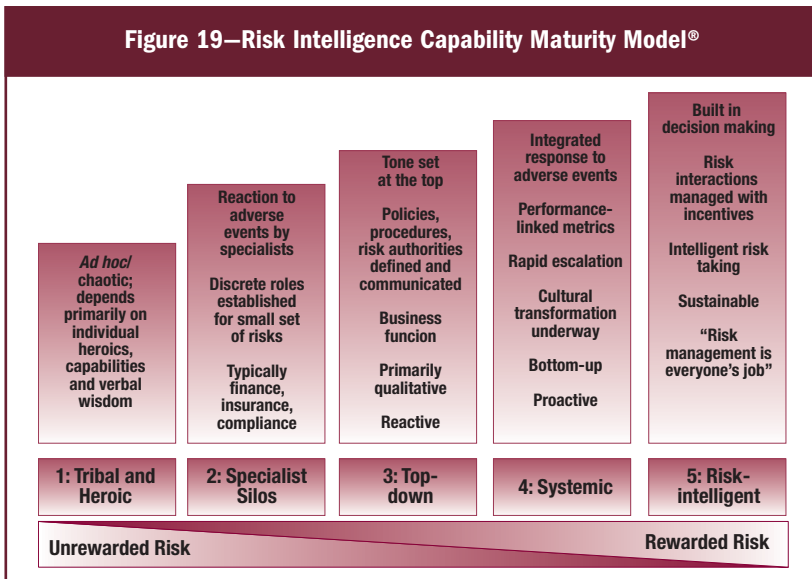 Figure 19—Risk Intelligence Capability Maturity Model®
Ad hoc/
chaotic;
depends
primarily on
individual
heroics,
capabilities
and verbal
wisdom
1: Tribal and
Heroic
Reaction to
adverse
events by
specialists
Discrete roles
established
for small set
of risks
Typically
finance,
insurance,
compliance
2: Specialist
Silos
Tone set
at the top
Policies,
procedures,
risk authorities
defined and
communicated
Business
funcion
Primarily
qualitative
Reactive
3: Top-
down
Integrated
response to
adverse events
Performance-
linked metrics
Rapid escalation
Cultural
transformation
underway
Bottom-up
Proactive
4: Systemic
Built in
decision making
Risk
interactions
managed with
incentives
Intelligent risk
taking
Sustainable
“Risk
management is
everyone’s job”
5: Risk-
intelligent
Unrewarded Risk
Rewarded Risk